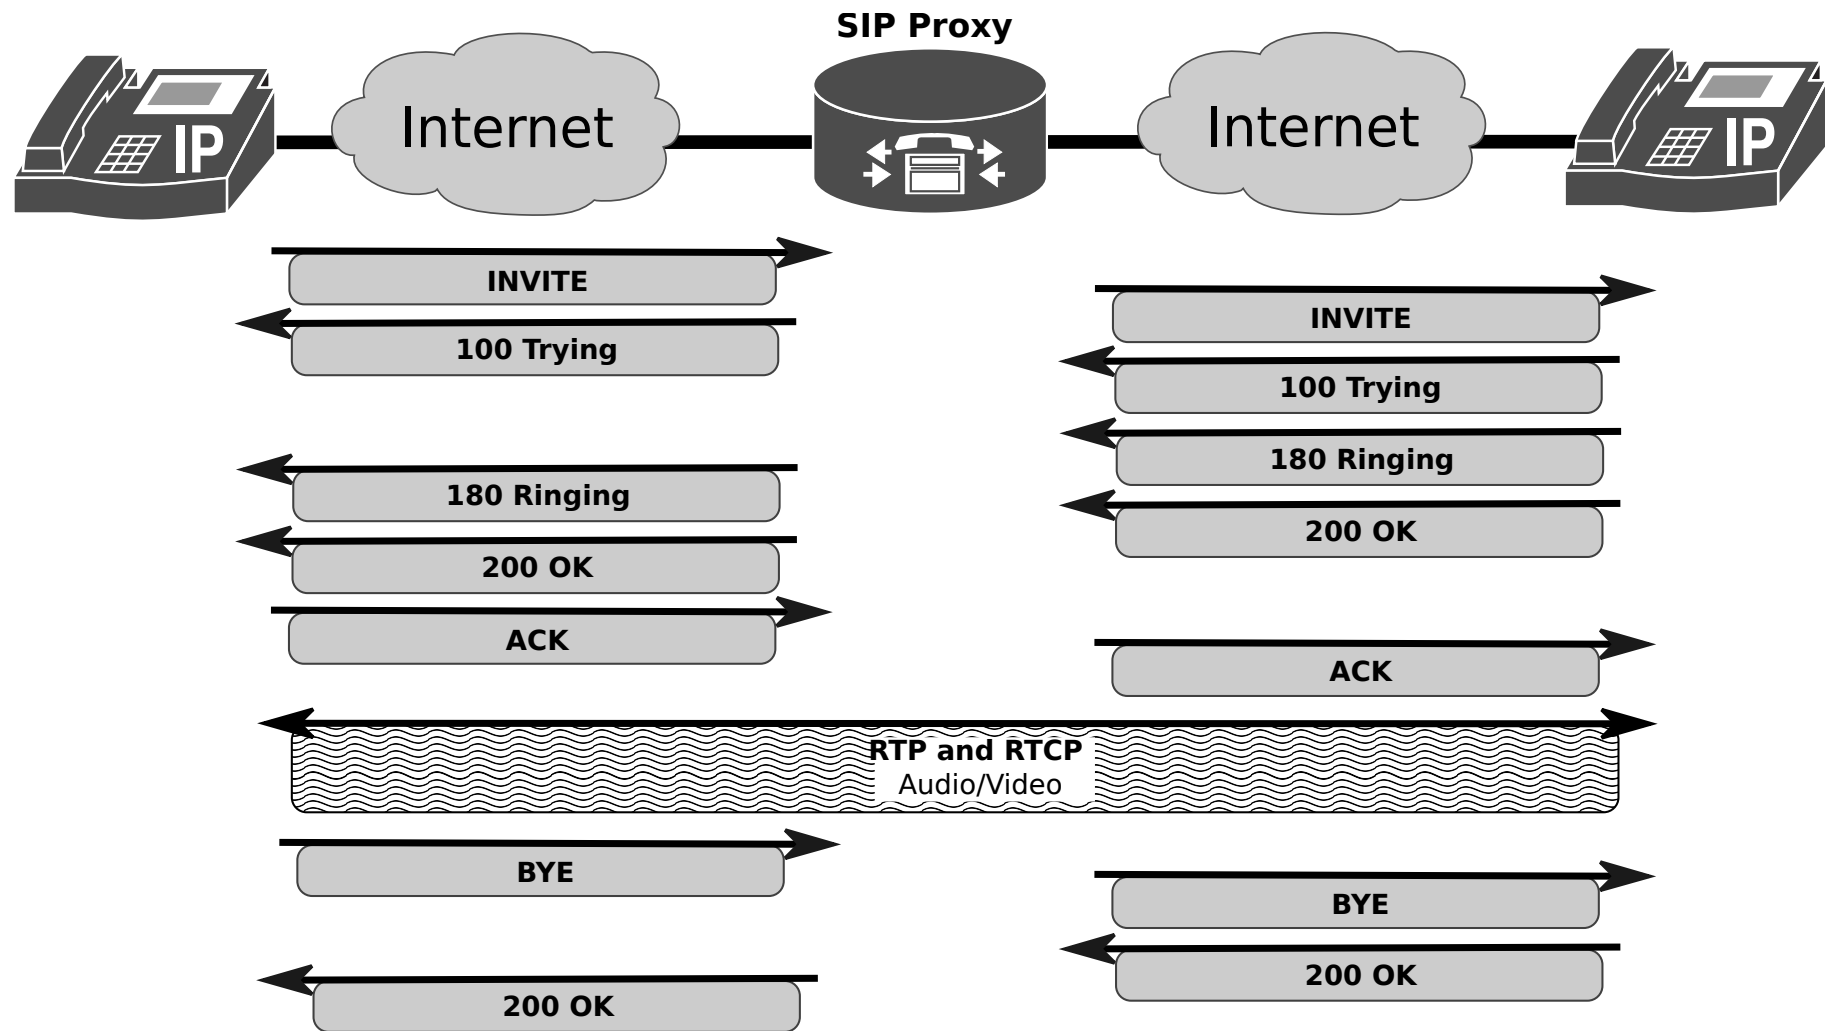 SIP Proxy
IP
Internet
Internet
IP
INVITE
INVITE
100 Trying
100 Trying
180 Ringing
180 Ringing
200 OK
200 OK
ACK
ACK
RTP and RTCP
Audio/Video
BYE
BYE
200 OK
200 OK